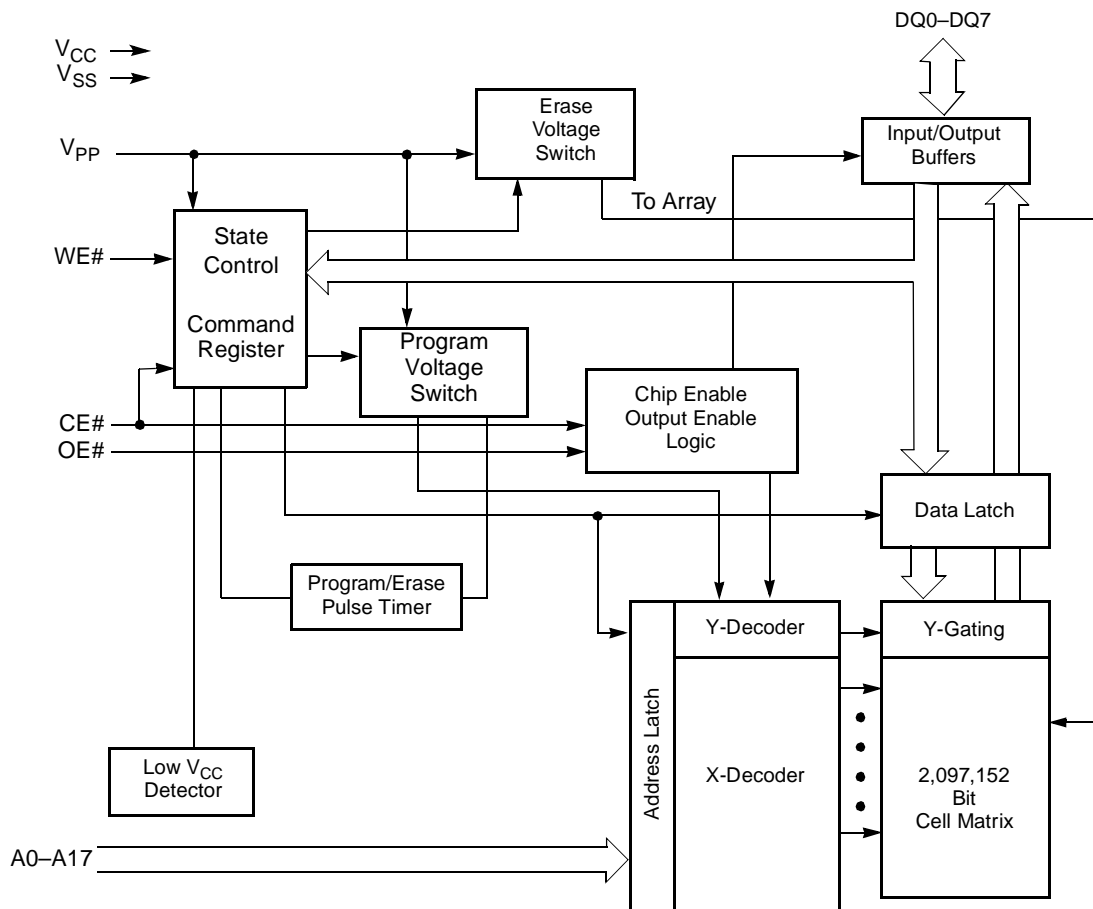 DQ0–DQ7
VCC
VSS
Erase
Voltage
Switch
Input/Output
Buffers
VPP
To Array
State
Control
WE#
Command
Register
Program
Voltage
Switch
Chip Enable
Output Enable
Logic
CE#
OE#
Data Latch
Program/Erase
Pulse Timer
Y-Decoder
Y-Gating
Address Latch
Low VCC
Detector
X-Decoder
2,097,152
Bit
Cell Matrix
A0–A17